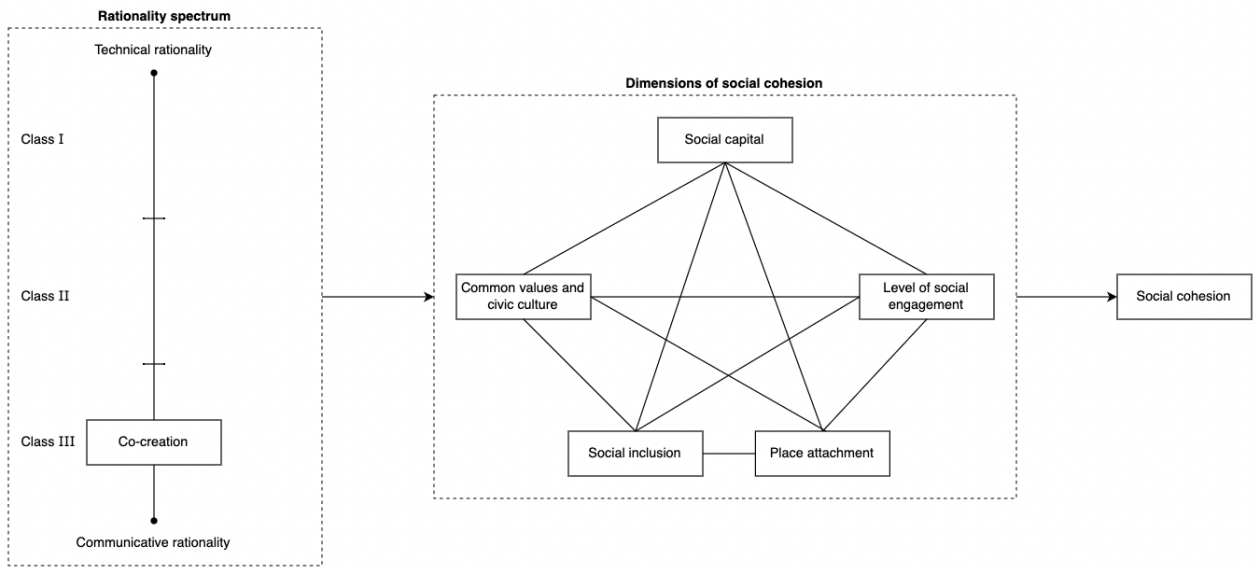 Rationality spectrum
Technical rationality
Class I
Class II
Class III
Co-creation
Communicative rationality
Dimensions of social cohesion
Social capital
Common values and
civic culture
Level of social
engagement
Social inclusion
Place attachment
Social cohesion